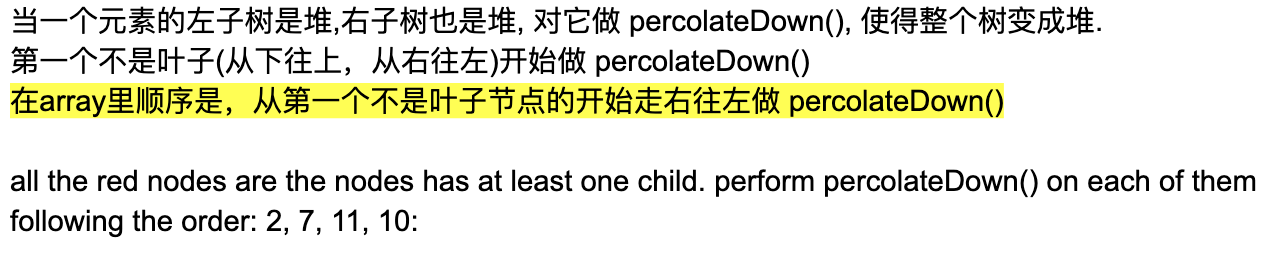 当一个元素的左子树是堆,右子树也是堆, 对它做 percolateDown(), 使得整个树变成堆.
第一个不是叶子(从下往上，从右往左)开始做 percolateDown()
在array里顺序是，从第一个不是叶子节点的开始走右往左做 percolateDown()
all the red nodes are the nodes has at least one child. perform percolateDown() on each of them
following the order: 2, 7, 11, 10: